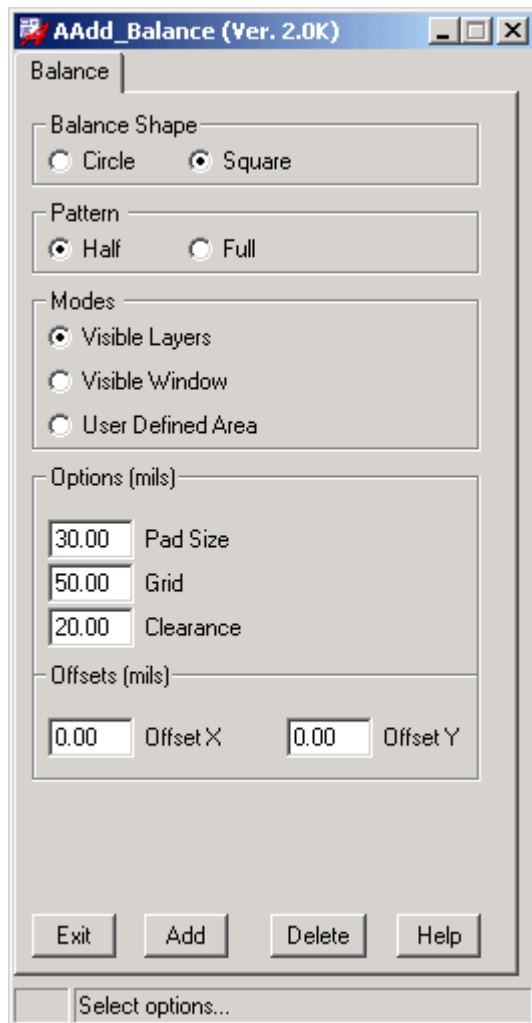 AAdd_Balance (Ver. 2.0K)
Balance
Balance Shape
Circle Square
Pattern
Half Full
Modes
Visible Layers
Visible Window
User Defined Area
Options (mils)
30.00 Pad Size
50.00 Grid
20.00 Clearance
Offsets (mils)
0.00 Offset X 0.00 Offset Y
Exit Add Delete Help
Select options...